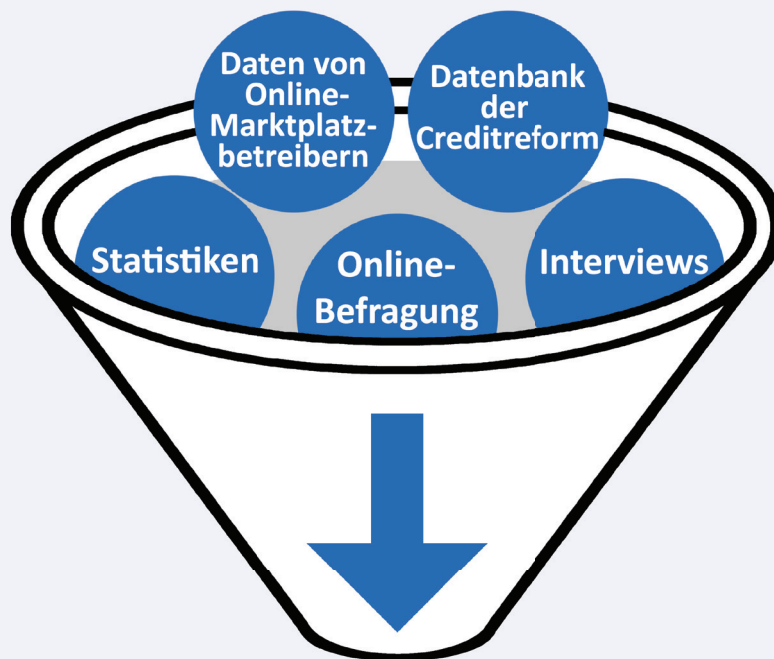 Daten von
Online-
Marktplatz-
betreibern
Datenbank
der
Creditreform
Statistiken
Online-
Befragung
Interviews